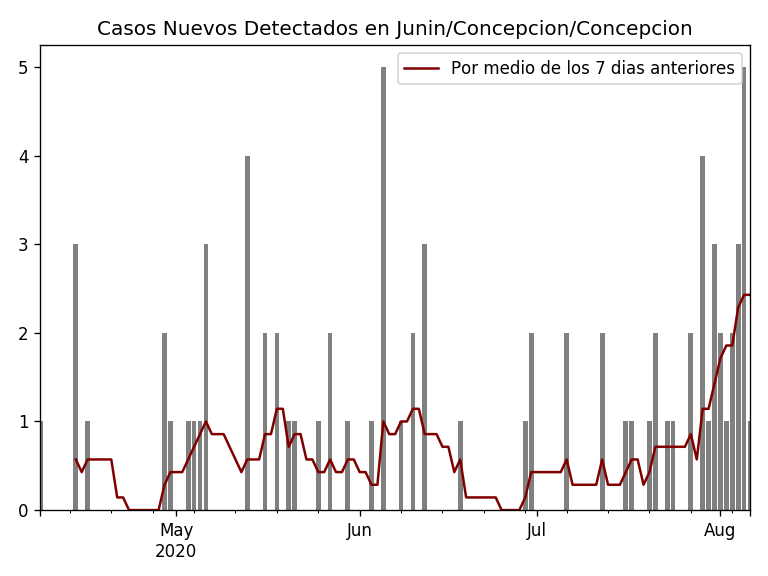 Casos Nuevos Detectados en Junin/Concepcion/Concepcion
Por medio de los 7 dias anteriores
5
4
3
2
1
0
May
2020
Jun
Jul
Aug